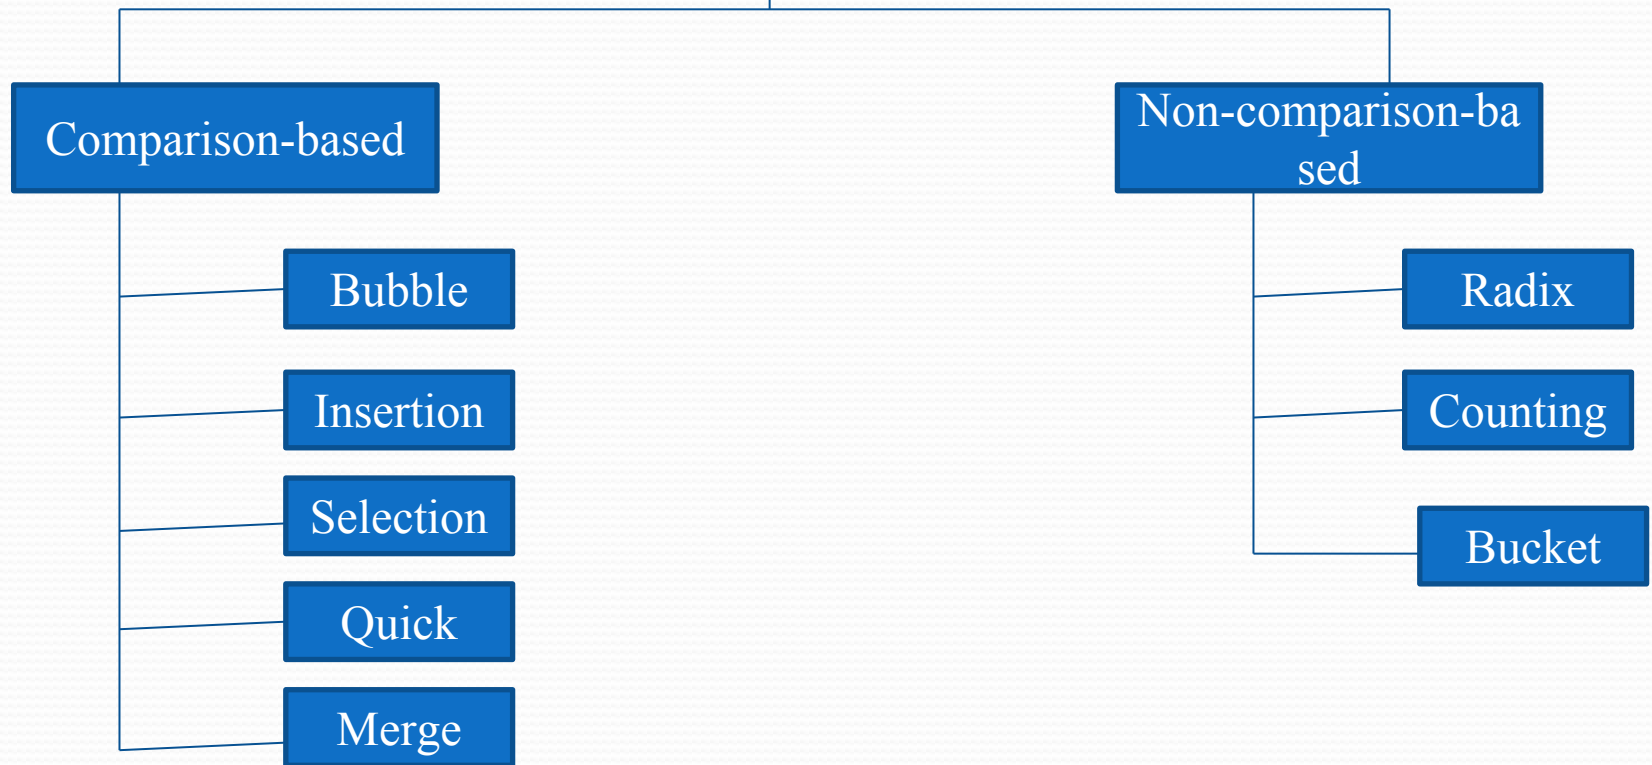 Comparison-based
Non-comparison-ba
sed
Bubble
Insertion
Selection
Quick
Merge
Radix
Counting
Bucket